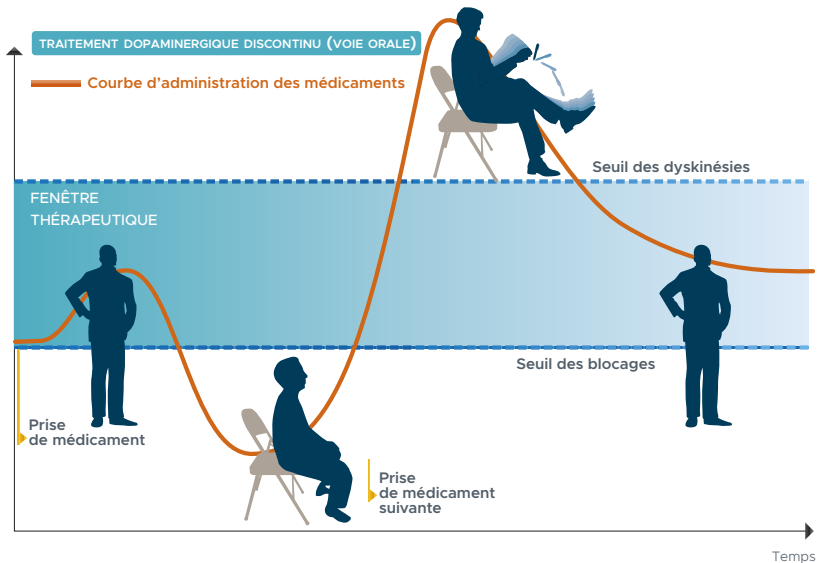 TRAITEMENT DOPAMINERGIQUE DISCONTINU (VOIE ORALE)
Courbe d’administration des médicaments
Seuil des dyskinésies
FENÊTRE
THÉRAPEUTIQUE
Seuil des blocages
Prise
de médicament
Prise
de médicament
suivante
Temps